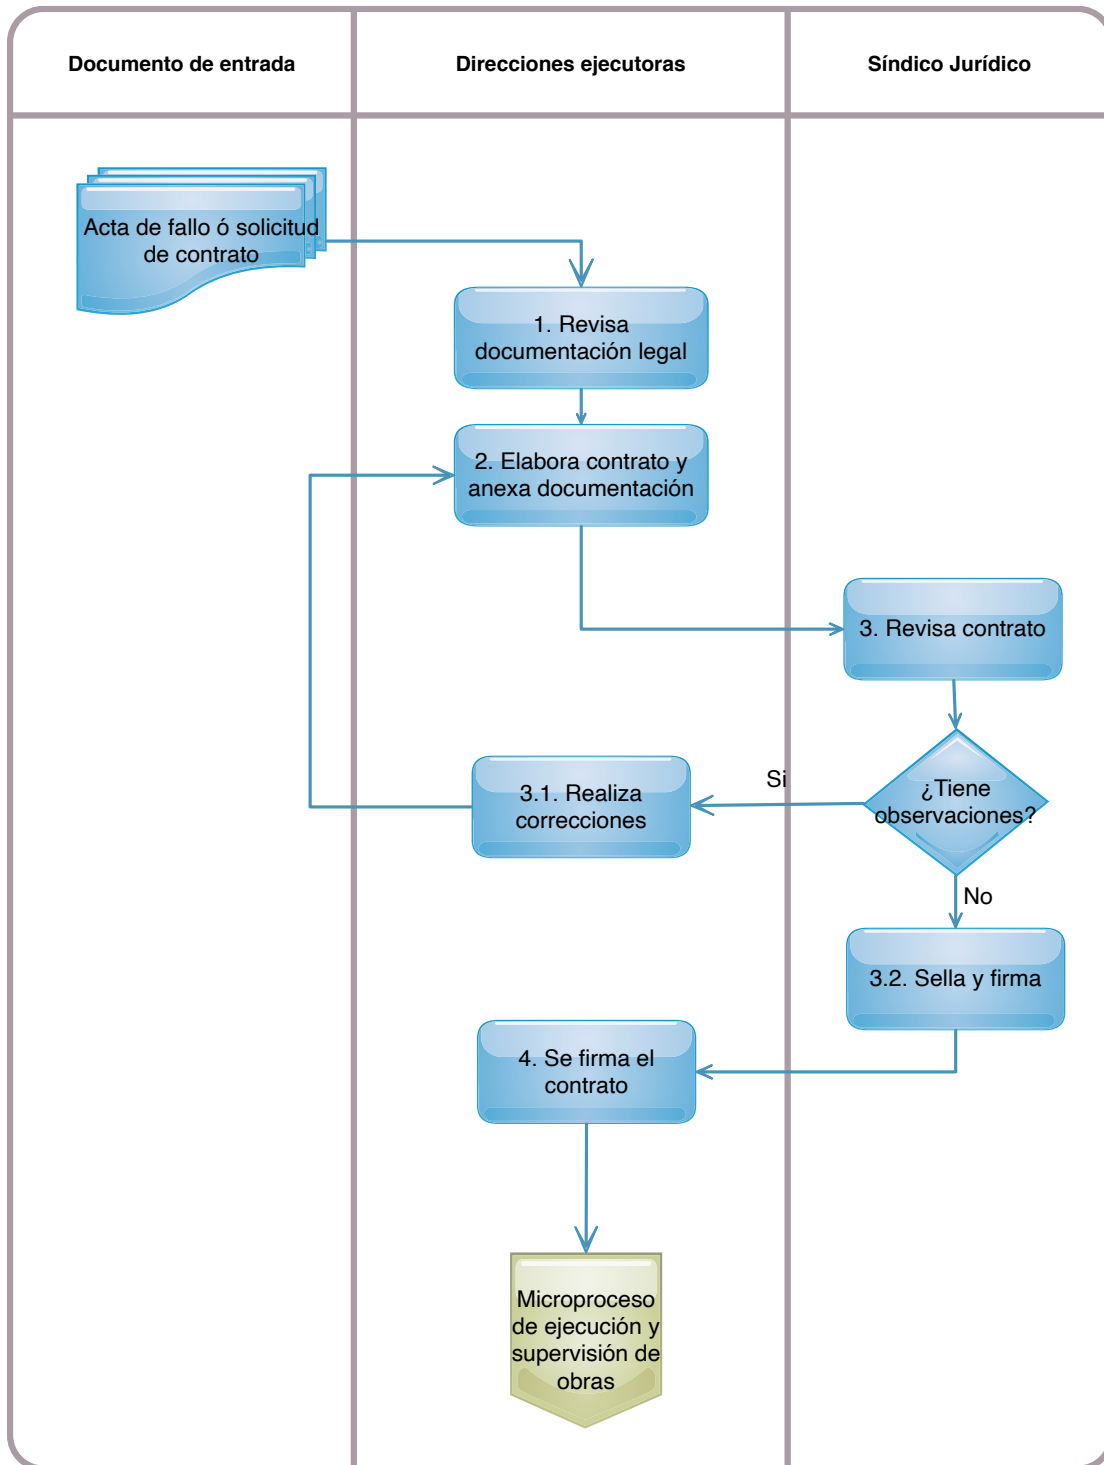 Documento de entrada
Direcciones ejecutoras
Síndico Jurídico
Acta de fallo ó solicitud
de contrato
1. Revisa
documentación legal
2. Elabora contrato y
anexa documentación
3. Revisa contrato
¿Tiene
observaciones?
Si
3.1. Realiza
correcciones
No
3.2. Sella y firma
4. Se firma el
contrato
Microproceso
de ejecución y
supervisión de
obras